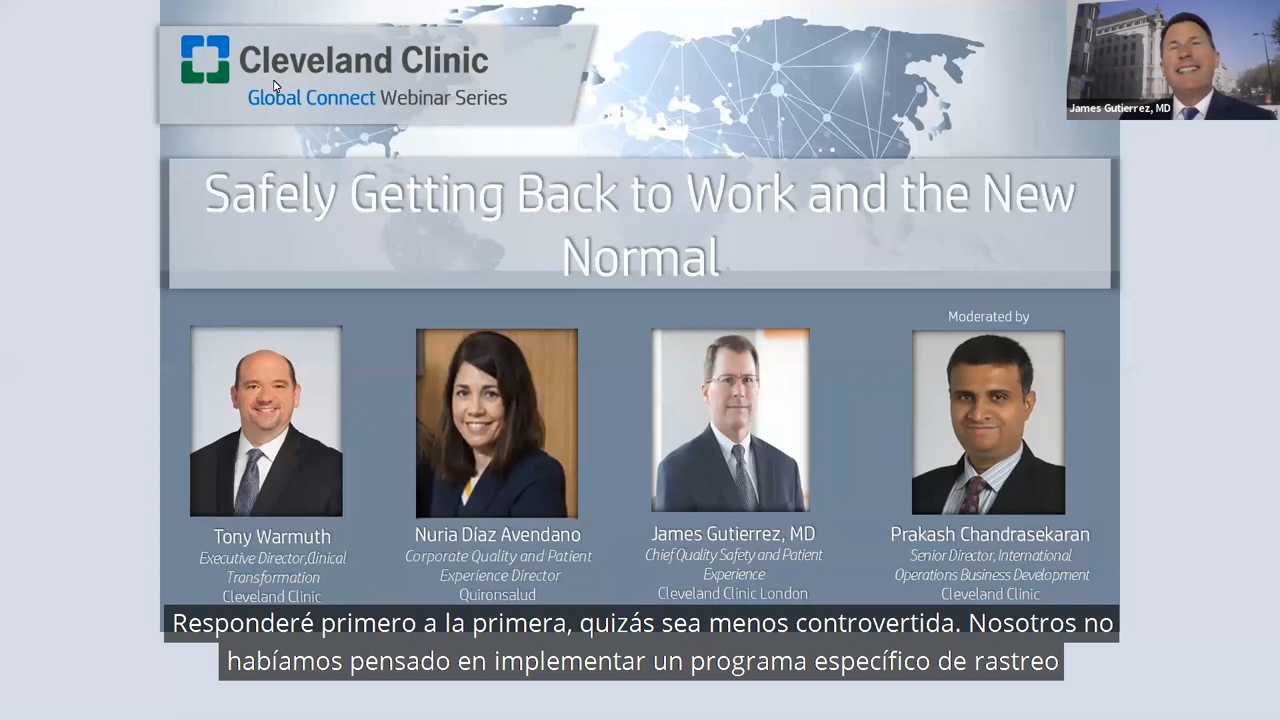 Cleveland Clinic
Global Connect Webinar Series
James Gutierrez, MD
Safely Getting Back to Work and the New
Normal
Moderated by
Tony Warmuth
Executive Director,Clinical
Transformation
Cleveland Clinic
Nuria Díaz Avendano
Corporate Quality and Patient
Experience Director
Quironsalud
James Gutierrez, MD
Chief Quality Safety and Patient
Experience
Cleveland Clinic London
Prakash Chandrasekaran
Senior Director, International
Operations Business Development
Cleveland Clinic
Responderé primero a la primera, quizás sea menos controvertida. Nosotros no
habíamos pensado en implementar un programa específico de rastreo